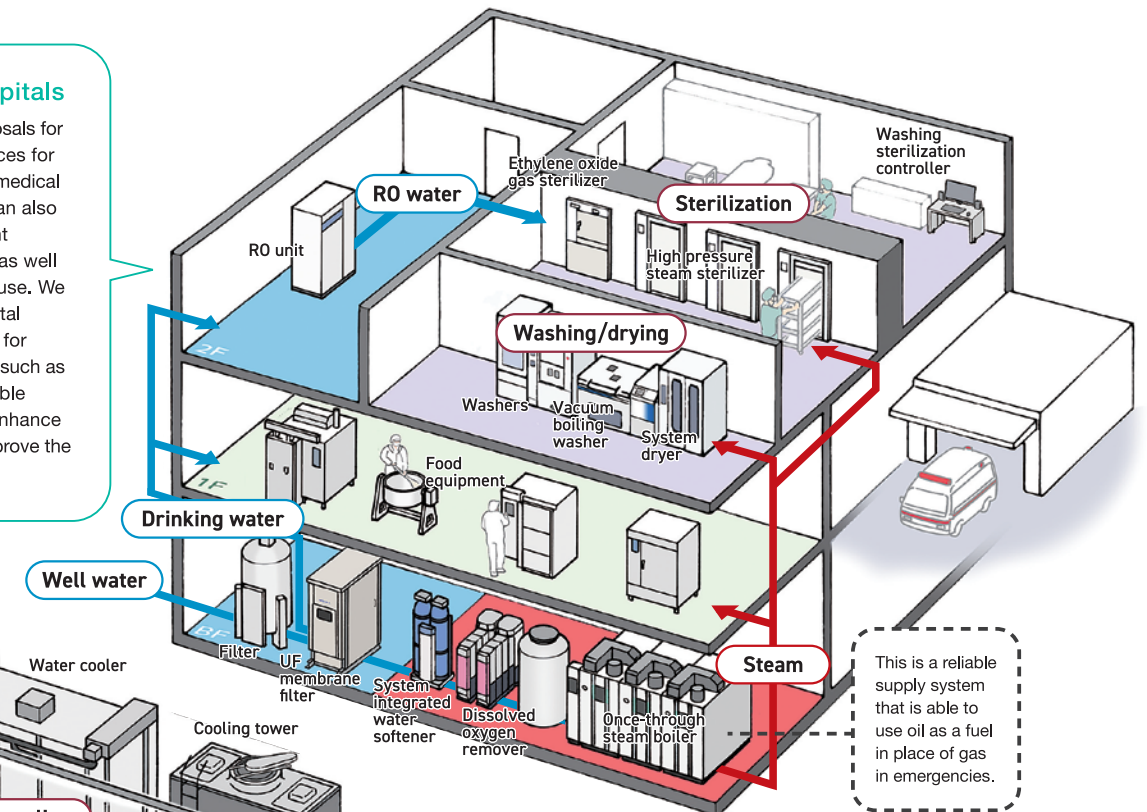 pitals
osals for
ces for
medical
an also
nt
as well
use. We
tal
for
such as
ble
nhance
prove the
Ethylene oxide
gas sterilizer
Washing
sterilization
controller
RO water
Sterilization
RO unit
High pressure
steam sterilizer
Washing/drying
2F
Washers
Vacuum
boiling
washer
System
dryer
Food
equipment
1F
Drinking water
Well water
BF
Filter
UF
membrane
filter
System
integrated
water
softener
Dissolved
oxygen
remover
Once-through
steam boiler
Steam
This is a reliable
supply system
that is able to
use oil as a fuel
in place of gas
in emergencies.
Water cooler
Cooling tower